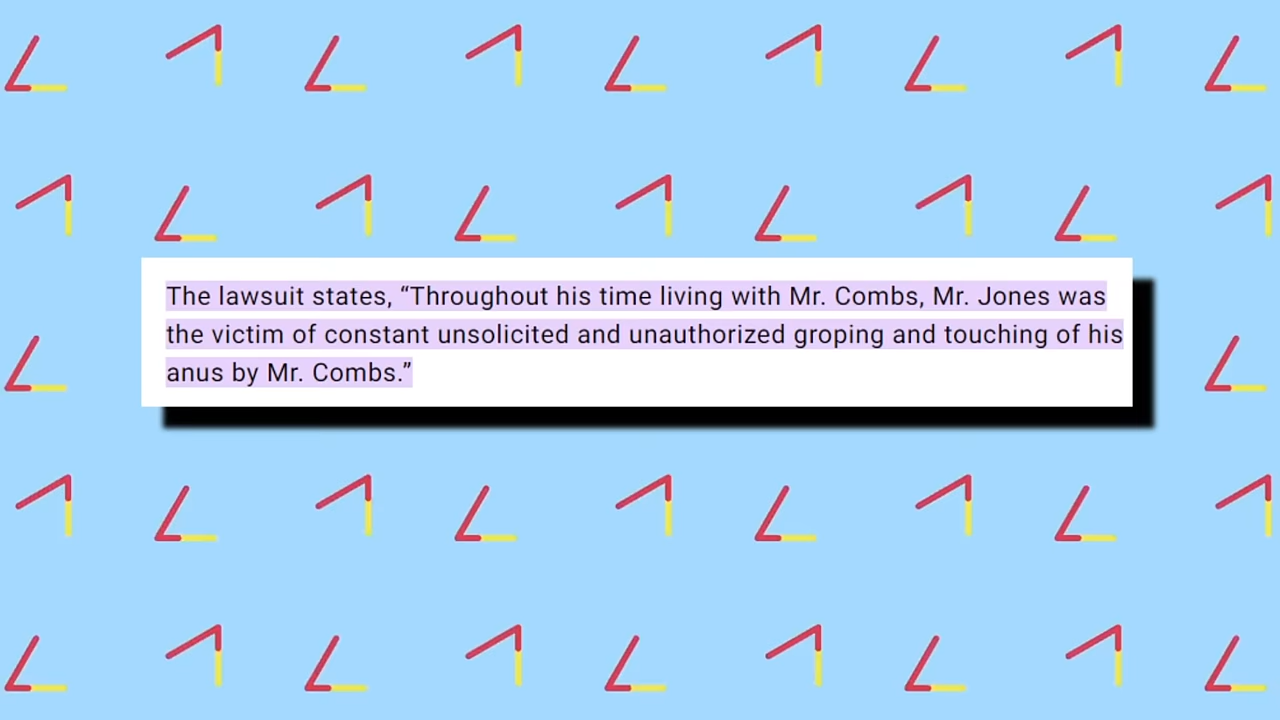 The lawsuit states, “Throughout his time living with Mr. Combs, Mr. Jones was
the victim of constant unsolicited and unauthorized groping and touching of his
anus by Mr. Combs.”